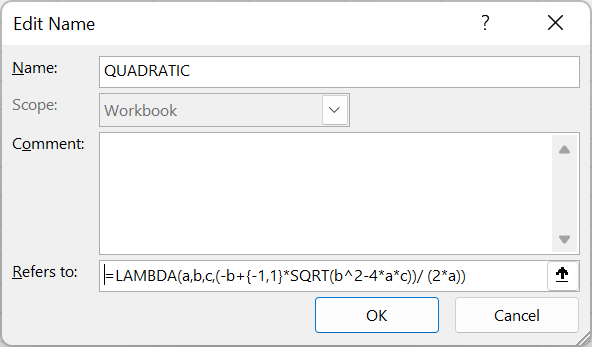 Edit Name ?
Name: QUADRATIC
Scope: Workbook
Comment:
Refers to: =LAMBDA(a,b,c,(-b+{-1,1}*SQRT(b^2-4*a*c))/ (2*a))
OK Cancel